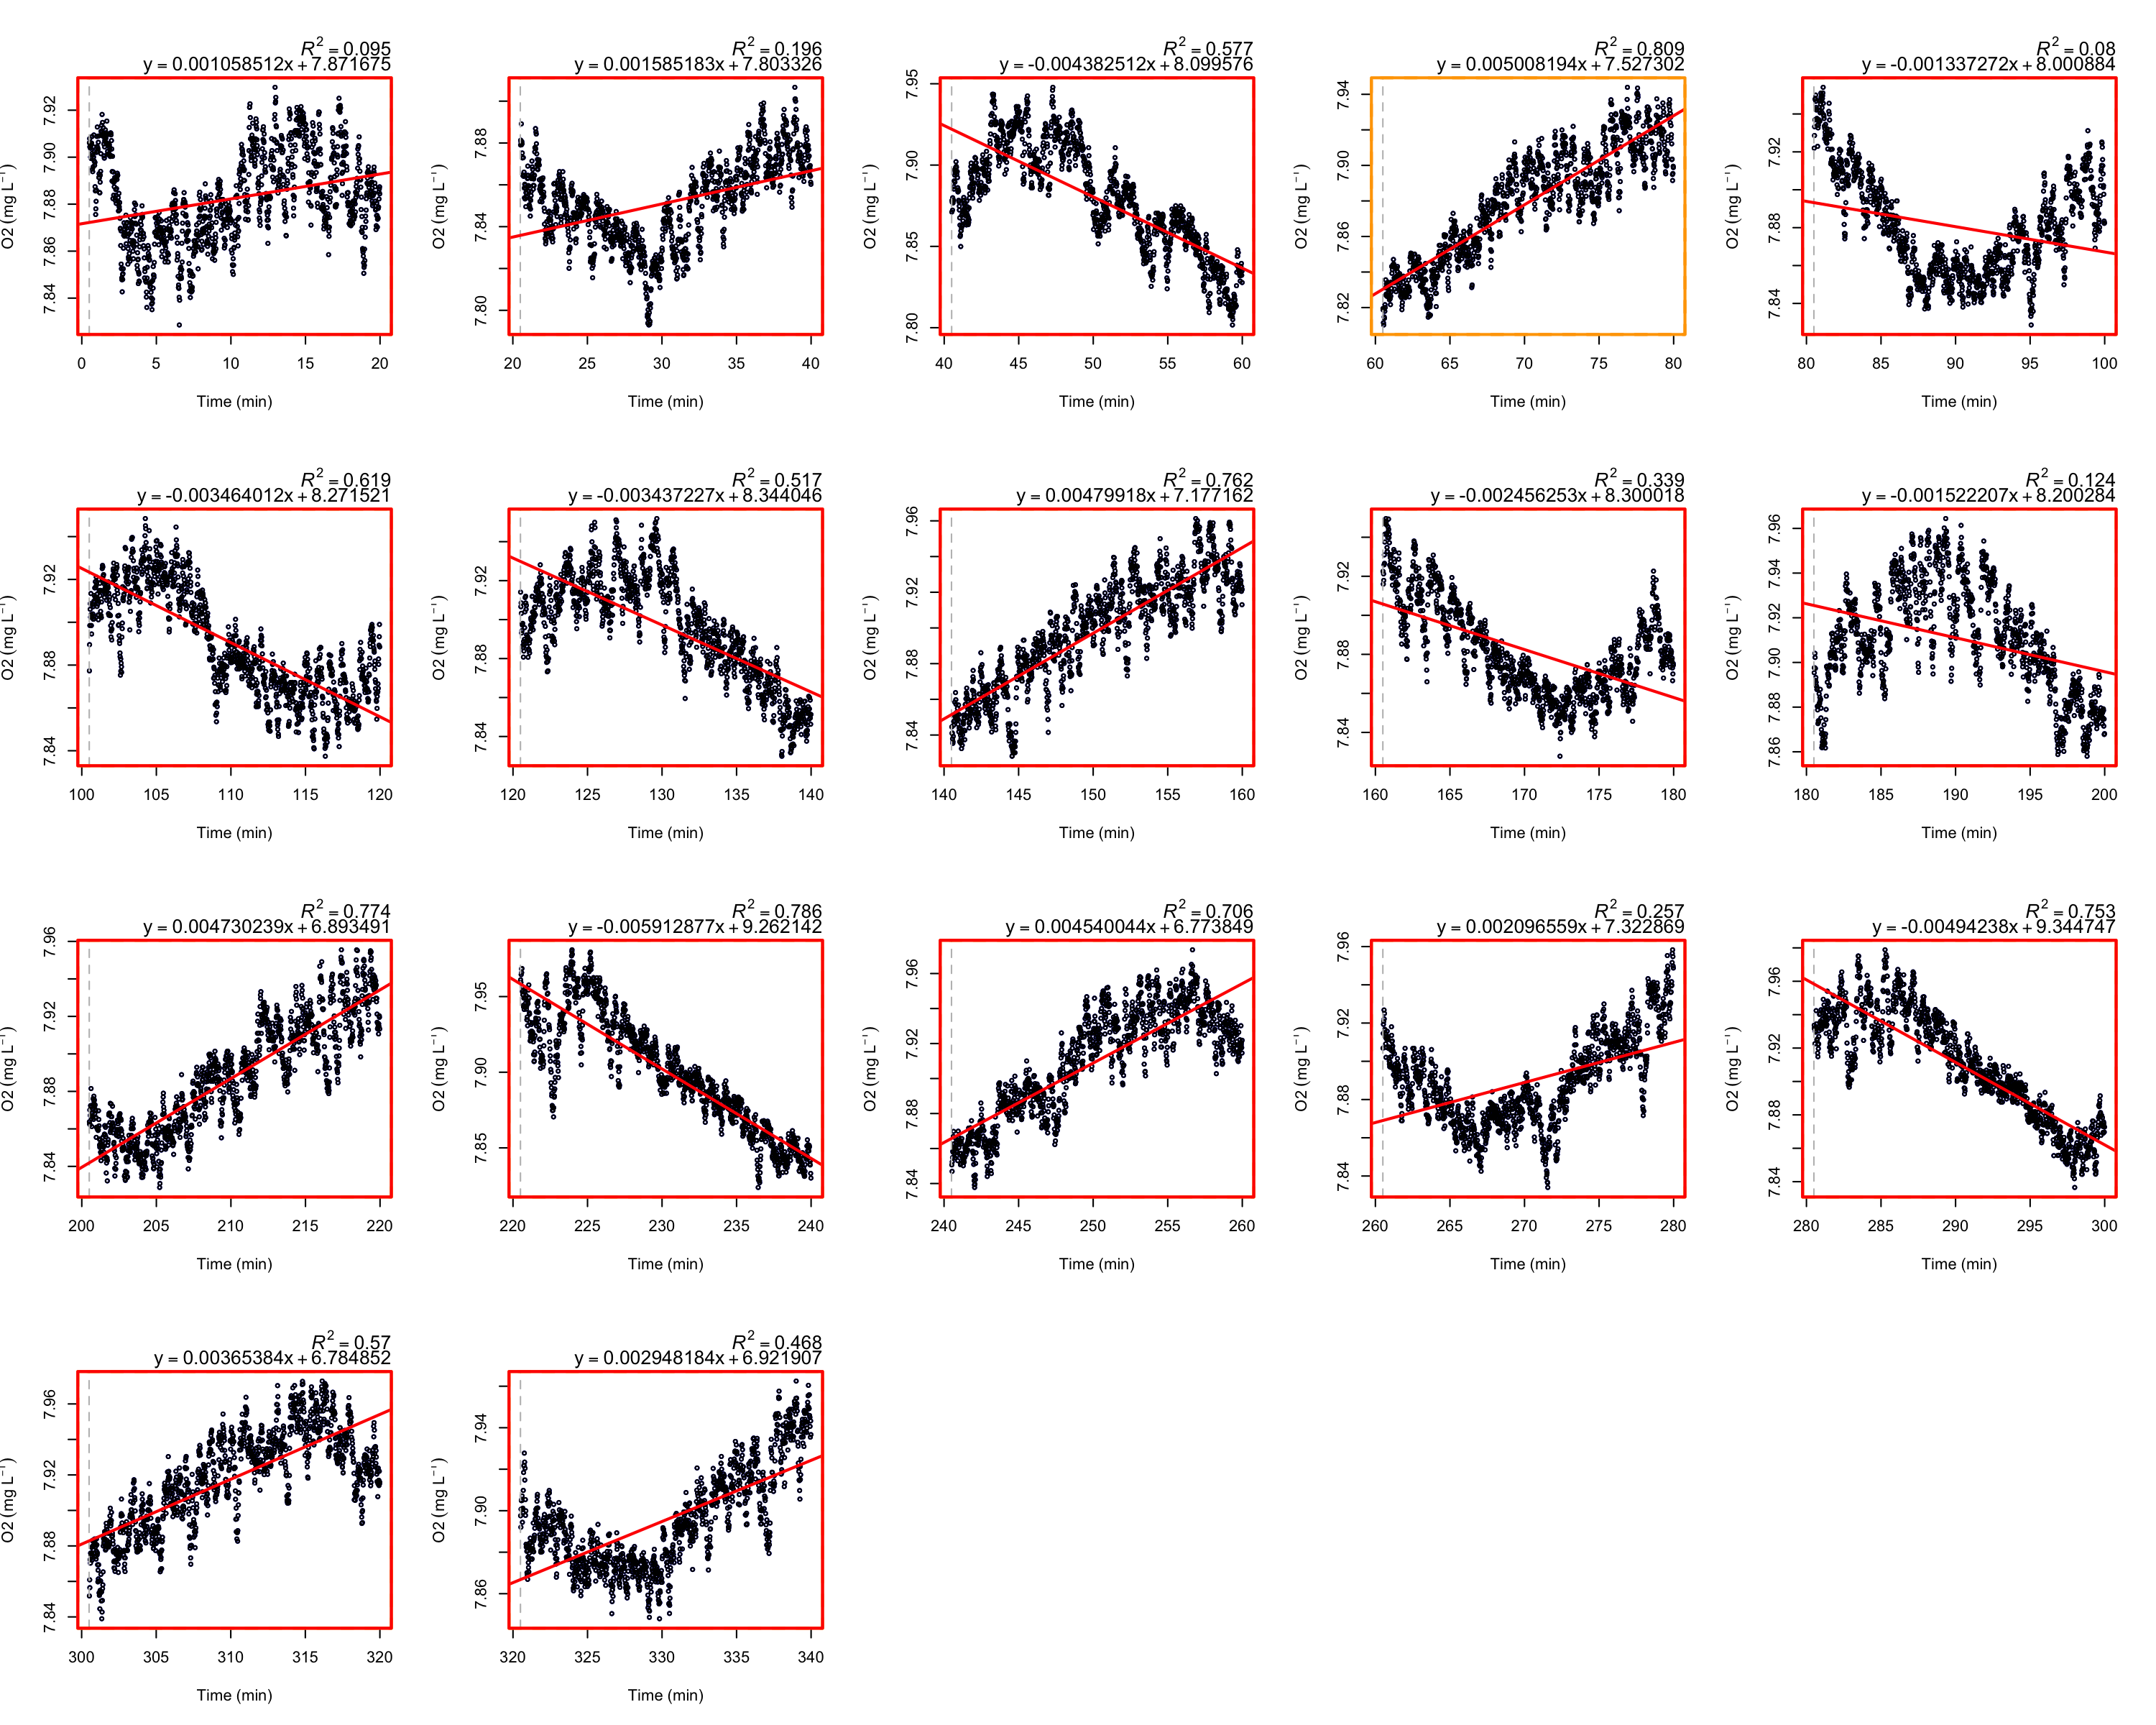 R² = 0.095
y = 0.001058512x + 7.871675
O2 (mg L⁻¹)
7.84 7.86 7.88 7.90 7.92
0 5 10 15 20
Time (min)
R² = 0.196
y = 0.001585183x + 7.803326
O2 (mg L⁻¹)
7.80 7.84 7.88
20 25 30 35 40
Time (min)
R² = 0.577
y = -0.004382512x + 8.099576
O2 (mg L⁻¹)
7.80 7.85 7.90 7.95
40 45 50 55 60
Time (min)
R² = 0.809
y = 0.005008194x + 7.527302
O2 (mg L⁻¹)
7.82 7.86 7.90 7.94
60 65 70 75 80
Time (min)
R² = 0.08
y = -0.001337272x + 8.000884
O2 (mg L⁻¹)
7.84 7.88 7.92
80 85 90 95 100
Time (min)
R² = 0.619
y = -0.003464012x + 8.271521
O2 (mg L⁻¹)
7.84 7.88 7.92
100 105 110 115 120
Time (min)
R² = 0.517
y = -0.003437227x + 8.344046
O2 (mg L⁻¹)
7.84 7.88 7.92
120 125 130 135 140
Time (min)
R² = 0.762
y = 0.00479918x + 7.177162
O2 (mg L⁻¹)
7.84 7.88 7.92 7.96
140 145 150 155 160
Time (min)
R² = 0.339
y = -0.002456253x + 8.300018
O2 (mg L⁻¹)
7.84 7.88 7.92
160 165 170 175 180
Time (min)
R² = 0.124
y = -0.001522207x + 8.200284
O2 (mg L⁻¹)
7.86 7.88 7.90 7.92 7.94 7.96
180 185 190 195 200
Time (min)
R² = 0.774
y = 0.004730239x + 6.893491
O2 (mg L⁻¹)
7.84 7.88 7.92 7.96
200 205 210 215 220
Time (min)
R² = 0.786
y = -0.005912877x + 9.262142
O2 (mg L⁻¹)
7.85 7.90 7.95
220 225 230 235 240
Time (min)
R² = 0.706
y = 0.004540044x + 6.773849
O2 (mg L⁻¹)
7.84 7.88 7.92 7.96
240 245 250 255 260
Time (min)
R² = 0.257
y = 0.002096559x + 7.322869
O2 (mg L⁻¹)
7.84 7.88 7.92 7.96
260 265 270 275 280
Time (min)
R² = 0.753
y = -0.00494238x + 9.344747
O2 (mg L⁻¹)
7.84 7.88 7.92 7.96
280 285 290 295 300
Time (min)
R² = 0.57
y = 0.00365384x + 6.784852
O2 (mg L⁻¹)
7.84 7.88 7.92 7.96
300 305 310 315 320
Time (min)
R² = 0.468
y = 0.002948184x + 6.921907
O2 (mg L⁻¹)
7.86 7.90 7.94
320 325 330 335 340
Time (min)